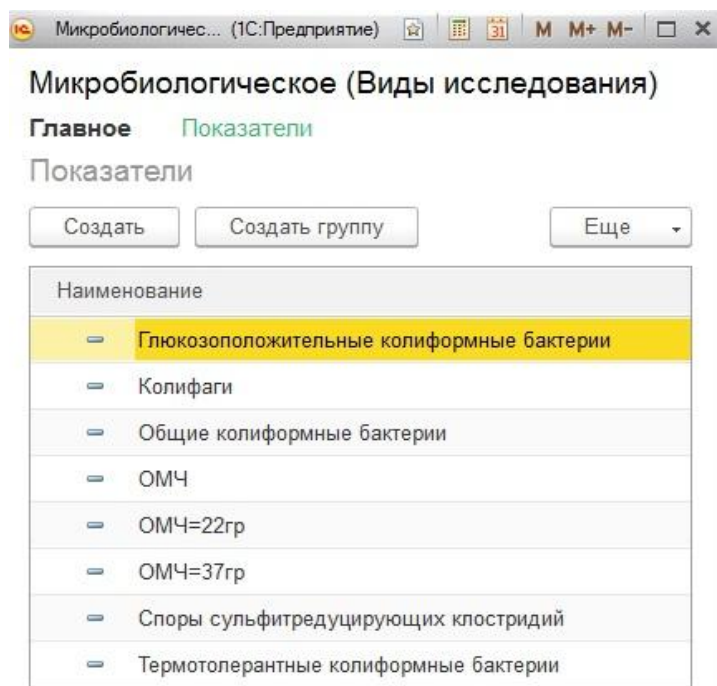 Микробиологичес... (1С:Предприятие) 31 M M+ M-
Микробиологическое (Виды исследования)
Главное Показатели
Показатели
Создать Создать группу Еще
Наименование
Глюкозоположительные колиформные бактерии
Колифаги
Общие колиформные бактерии
ОМЧ
ОМЧ=22гр
ОМЧ=37гр
Споры сульфитредуцирующих клостридий
Термотолерантные колиформные бактерии